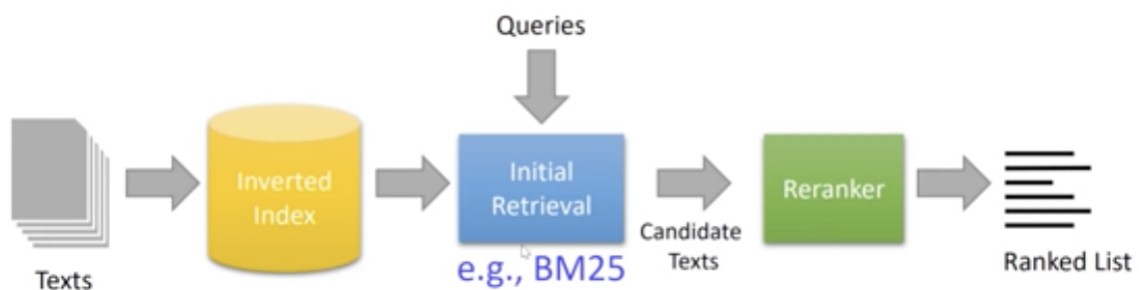 Queries
Texts
Inverted
Index
Initial
Retrieval
e.g., BM25
Candidate
Texts
Reranker
Ranked List